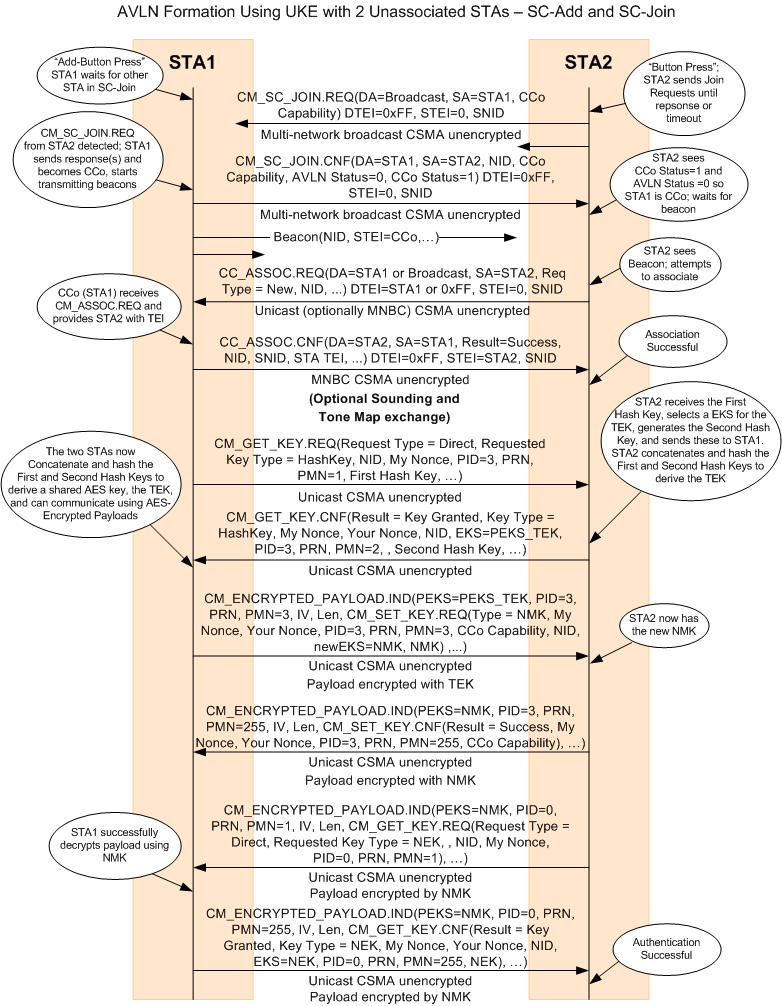 AVLN Formation Using UKE with 2 Unassociated STAs – SC-Add and SC-Join
STA1
STA2
"Add-Button Press"
STA1 waits for other
STA in SC-Join
"Button Press";
STA2 sends Join
Requests until
repsonse or
timeout
CM_SC_JOIN.REQ(DA=Broadcast, SA=STA1, CCo
Capability) DTEI=0xFF, STEI=0, SNID
Multi-network broadcast CSMA unencrypted
CM_SC_JOIN.REQ
from STA2 detected; STA1
sends response(s) and
becomes CCo, starts
transmitting beacons
CM_SC_JOIN.CNF(DA=STA1, SA=STA2, NID, CCo
Capability, AVLN Status=0, CCo Status=1) DTEI=0xFF,
STEI=0, SNID
Multi-network broadcast CSMA unencrypted
STA2 sees
CCo Status=1 and
AVLN Status =0 so
STA1 is CCo; waits for
beacon
Beacon(NID, STEI=CCo,…)
STA2 sees
Beacon; attempts
to associate
CC_ASSOC.REQ(DA=STA1 or Broadcast, SA=STA2, Req
Type = New, NID, ...) DTEI=STA1 or 0xFF, STEI=0, SNID
Unicast (optionally MNBC) CSMA unencrypted
CCo (STA1) receives
CM_ASSOC.REQ and
provides STA2 with TEI
CC_ASSOC.CNF(DA=STA2, SA=STA1, Result=Success,
NID, SNID, STA TEI, ...) DTEI=0xFF, STEI=STA2, SNID
MNBC CSMA unencrypted
Association
Successful
(Optional Sounding and
Tone Map exchange)
STA2 receives the First
Hash Key, selects a EKS for the
TEK, generates the Second Hash
Key, and sends these to STA1.
STA2 concatenates and hash the
First and Second Hash Keys to
derive the TEK
CM_GET_KEY.REQ(Request Type = Direct, Requested
Key Type = HashKey, NID, My Nonce, PID=3, PRN,
PMN=1, First Hash Key, …)
Unicast CSMA unencrypted
The two STAs now
Concatenate and hash the
First and Second Hash Keys to
derive a shared AES key, the TEK,
and can communicate using AES-
Encrypted Payloads
CM_GET_KEY.CNF(Result = Key Granted, Key Type =
HashKey, My Nonce, Your Nonce, NID, EKS=PEKS_TEK,
PID=3, PRN, PMN=2, , Second Hash Key, …)
Unicast CSMA unencrypted
CM_ENCRYPTED_PAYLOAD.IND(PEKS=PEKS_TEK, PID=3,
PRN, PMN=3, IV, Len, CM_SET_KEY.REQ(Type = NMK, My
Nonce, Your Nonce, PID=3, PRN, PMN=3, CCo Capability, NID,
newEKS=NMK, NMK) ,...)
Unicast CSMA unencrypted
Payload encrypted with TEK
STA2 now has
the new NMK
CM_ENCRYPTED_PAYLOAD.IND(PEKS=NMK, PID=3, PRN,
PMN=255, IV, Len, CM_SET_KEY.CNF(Result = Success, My
Nonce, Your Nonce, PID=3, PRN, PMN=255, CCo Capability), …)
Unicast CSMA unencrypted
Payload encrypted with NMK
CM_ENCRYPTED_PAYLOAD.IND(PEKS=NMK, PID=0,
PRN, PMN=1, IV, Len, CM_GET_KEY.REQ(Request Type =
Direct, Requested Key Type = NEK, , NID, My Nonce,
PID=0, PRN, PMN=1), …)
Unicast CSMA unencrypted
Payload encrypted by NMK
STA1 successfully
decrypts payload using
NMK
CM_ENCRYPTED_PAYLOAD.IND(PEKS=NMK, PID=0, PRN,
PMN=255, IV, Len, CM_GET_KEY.CNF(Result = Key
Granted, Key Type = NEK, My Nonce, Your Nonce, NID,
EKS=NEK, PID=0, PRN, PMN=255, NEK), …)
Unicast CSMA unencrypted
Payload encrypted by NMK
Authentication
Successful